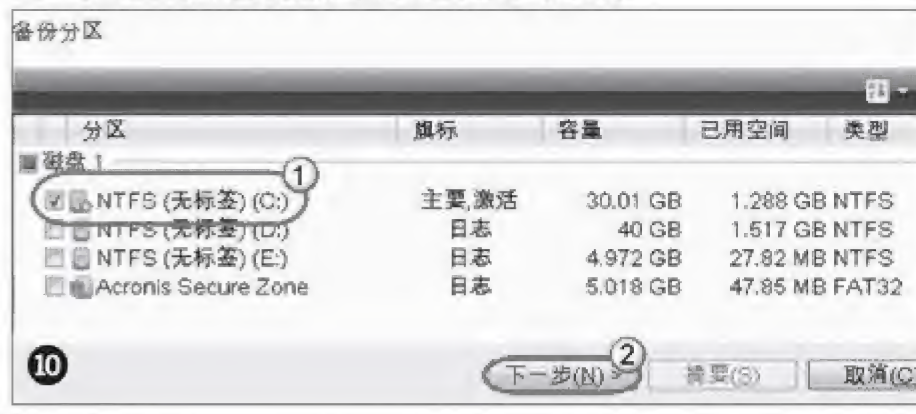 备份分区
分区 旗标 容量 已用空间 类型
磁盘 1
①
NTFS (无标签) (C:) 主要,激活 30.01 GB 1.288 GB NTFS
NTFS (无标签) (D:) 日志 40 GB 1.517 GB NTFS
NTFS (无标签) (E:) 日志 4.972 GB 27.82 MB NTFS
Acronis Secure Zone 日志 5.018 GB 47.85 MB FAT32
②
❿ 下一步(N) > 摘要(S) 取消(C